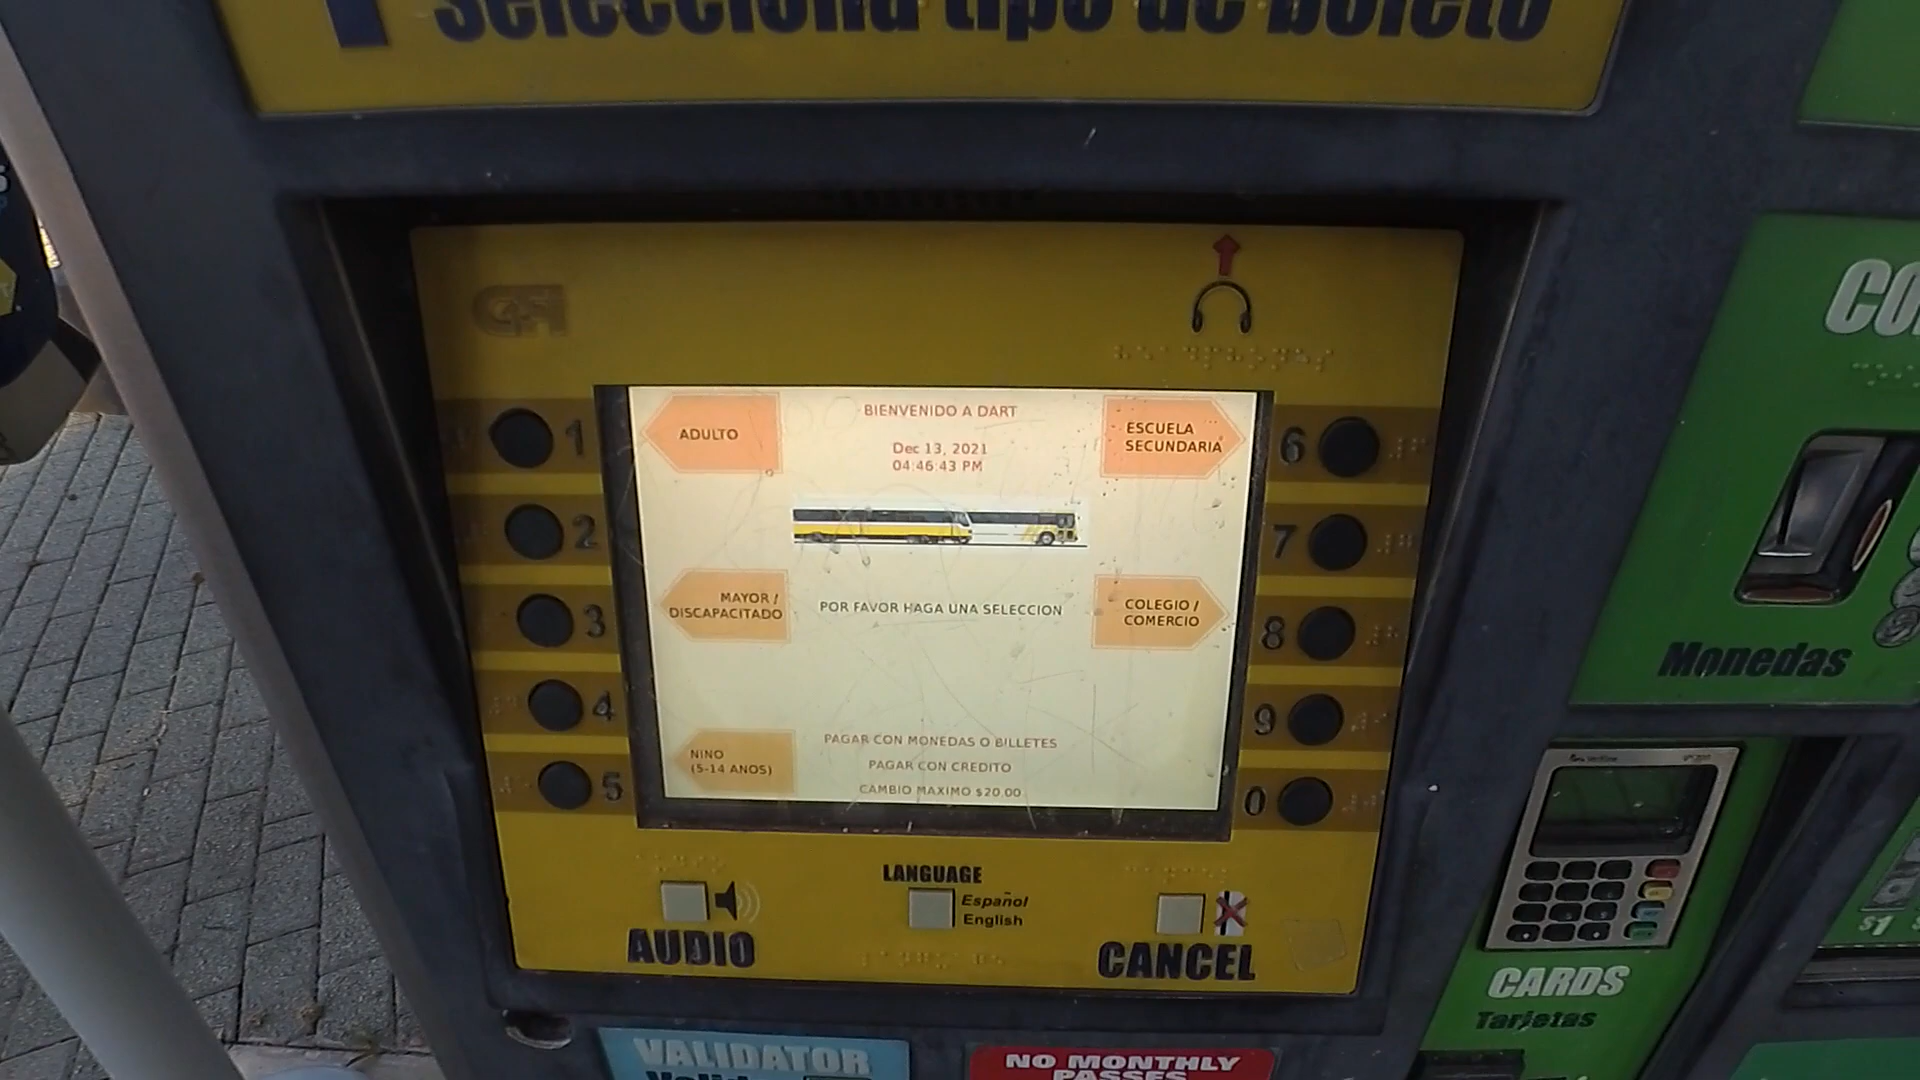 Selecciona tipo de boleto
BIENVENIDO A DART
Dec 13, 2021
04:46:43 PM
ADULTO
ESCUELA
SECUNDARIA
MAYOR /
DISCAPACITADO
POR FAVOR HAGA UNA SELECCION
COLEGIO /
COMERCIO
NINO
(5-14 ANOS)
PAGAR CON MONEDAS O BILLETES
PAGAR CON CREDITO
CAMBIO MAXIMO $20.00
1
2
3
4
5
6
7
8
9
0
LANGUAGE
Español
English
AUDIO
CANCEL
Monedas
CARDS
Tarjetas
$1
VALIDATOR
NO MONTHLY
PASSES